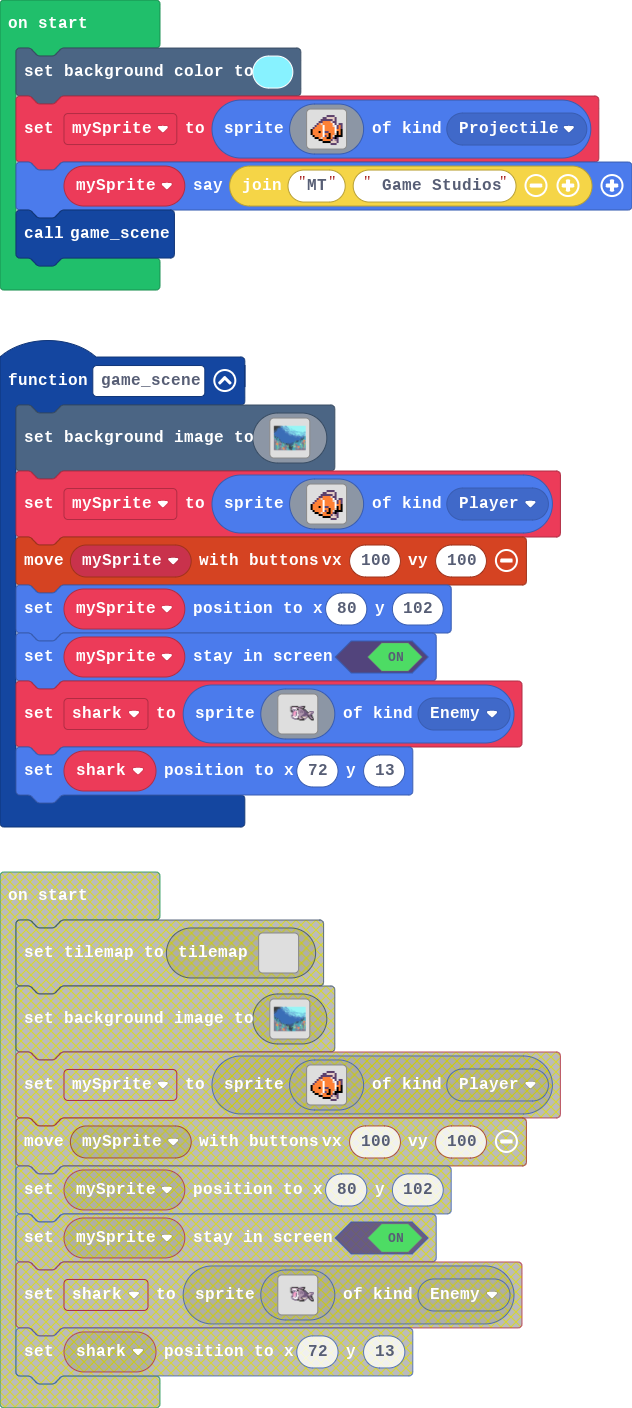 on start
set background color to
set mySprite to sprite of kind Projectile
mySprite say join "MT" " Game Studios"
call game_scene
function game_scene
set background image to
set mySprite to sprite of kind Player
move mySprite with buttons vx 100 vy 100
set mySprite position to x 80 y 102
set mySprite stay in screen ON
set shark to sprite of kind Enemy
set shark position to x 72 y 13
on start
set tilemap to tilemap
set background image to
set mySprite to sprite of kind Player
move mySprite with buttons vx 100 vy 100
set mySprite position to x 80 y 102
set mySprite stay in screen ON
set shark to sprite of kind Enemy
set shark position to x 72 y 13